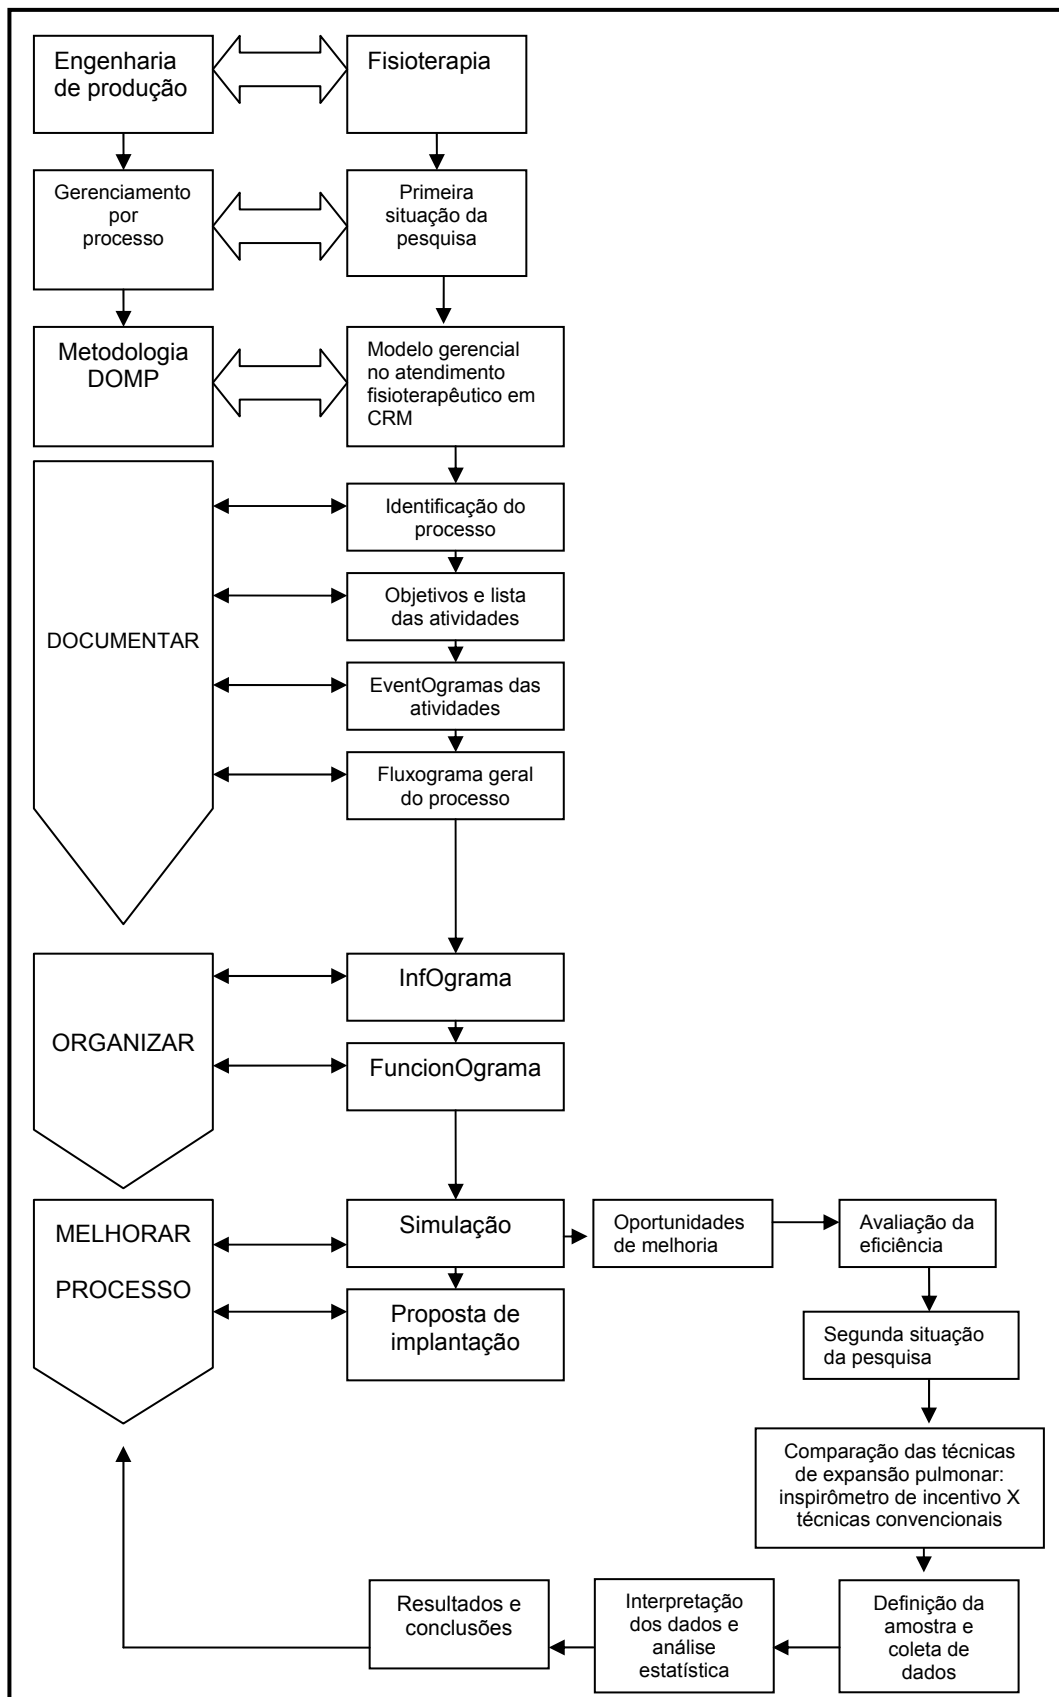 Engenharia
de produção
Fisioterapia
Gerenciamento
por
processo
Primeira
situação da
pesquisa
Metodologia
DOMP
Modelo gerencial
no atendimento
fisioterapêutico em
CRM
DOCUMENTAR
Identificação do
processo
Objetivos e lista
das atividades
EventOgramas das
atividades
Fluxograma geral
do processo
ORGANIZAR
InfOgrama
FuncionOgrama
MELHORAR
PROCESSO
Simulação
Oportunidades
de melhoria
Avaliação da
eficiência
Proposta de
implantação
Segunda situação
da pesquisa
Comparação das técnicas
de expansão pulmonar:
inspirômetro de incentivo X
técnicas convencionais
Resultados e
conclusões
Interpretação
dos dados e
análise
estatística
Definição da
amostra e
coleta de
dados